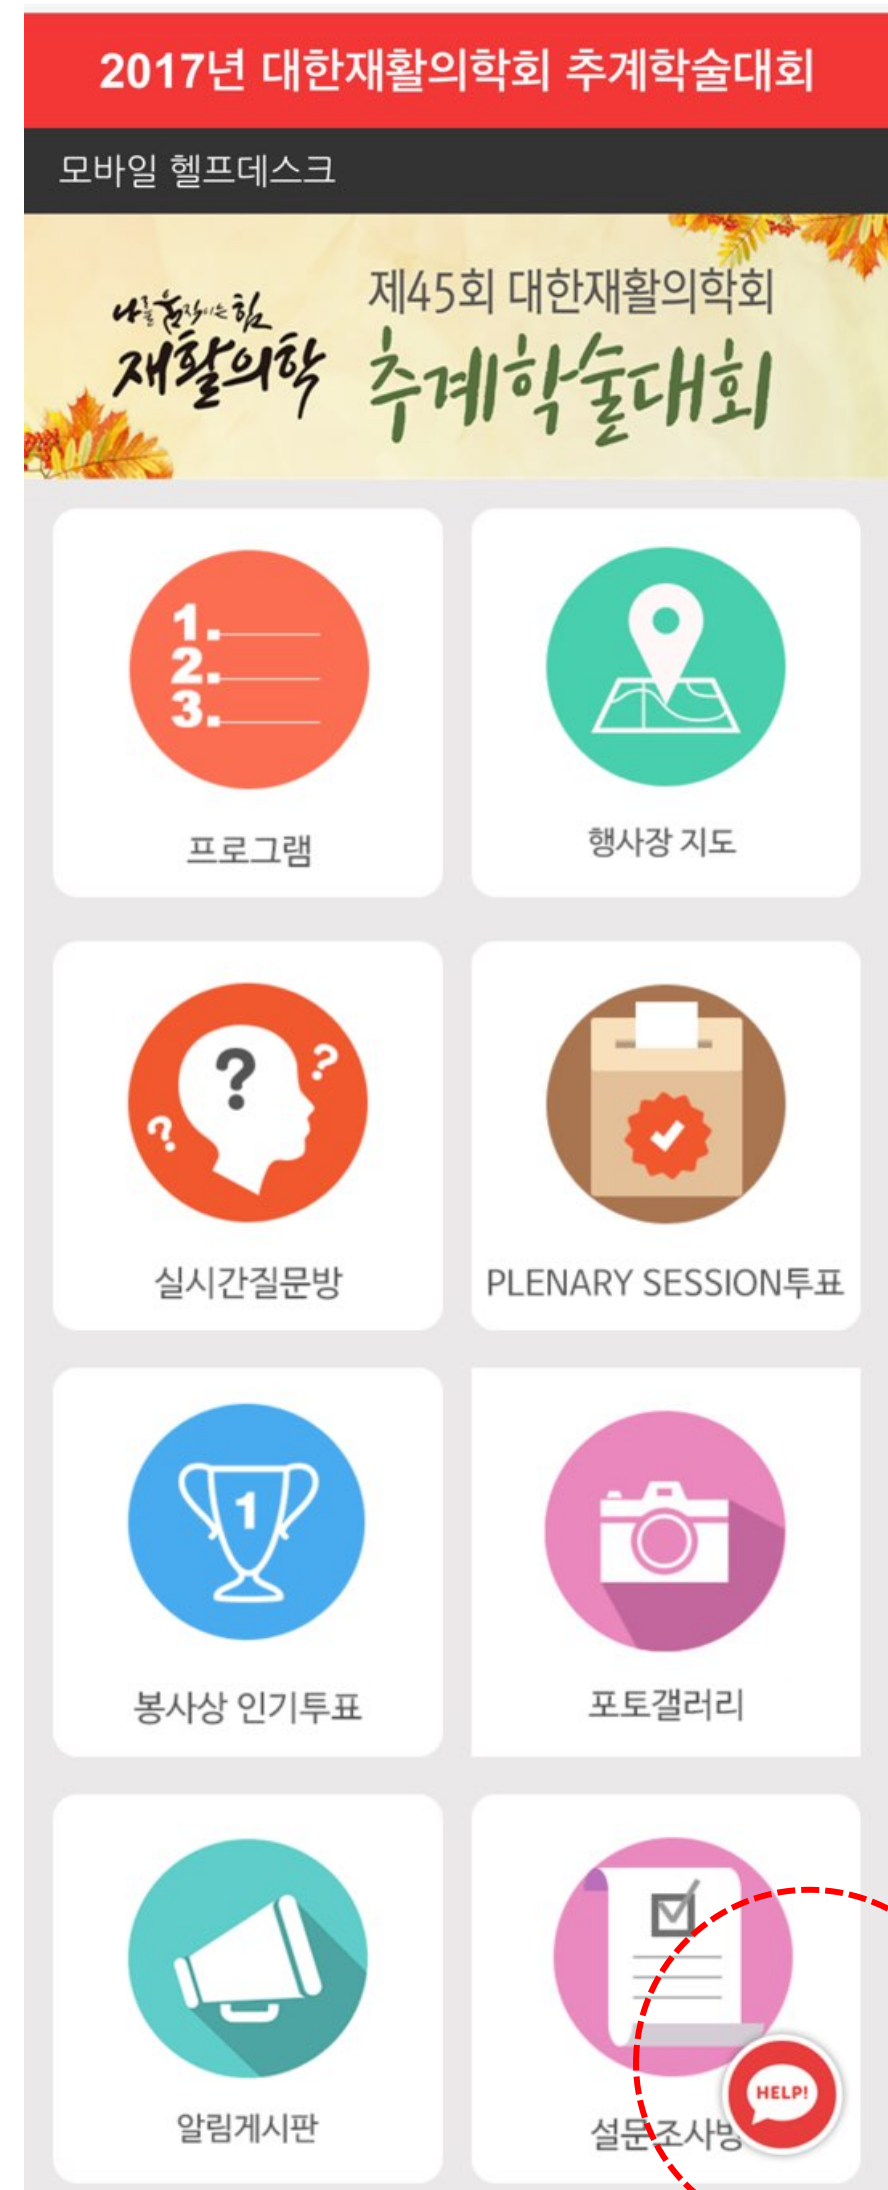 2017년 대한재활의학회 추계학술대회
모바일 헬프데스크
나를 움직이는 힘
재활의학
제45회 대한재활의학회
추계학술대회
1.
2.
3.
프로그램
행사장 지도
?
?
?
실시간질문방
PLENARY SESSION투표
1
봉사상 인기투표
포토갤러리
알림게시판
설문조사방
HELP!